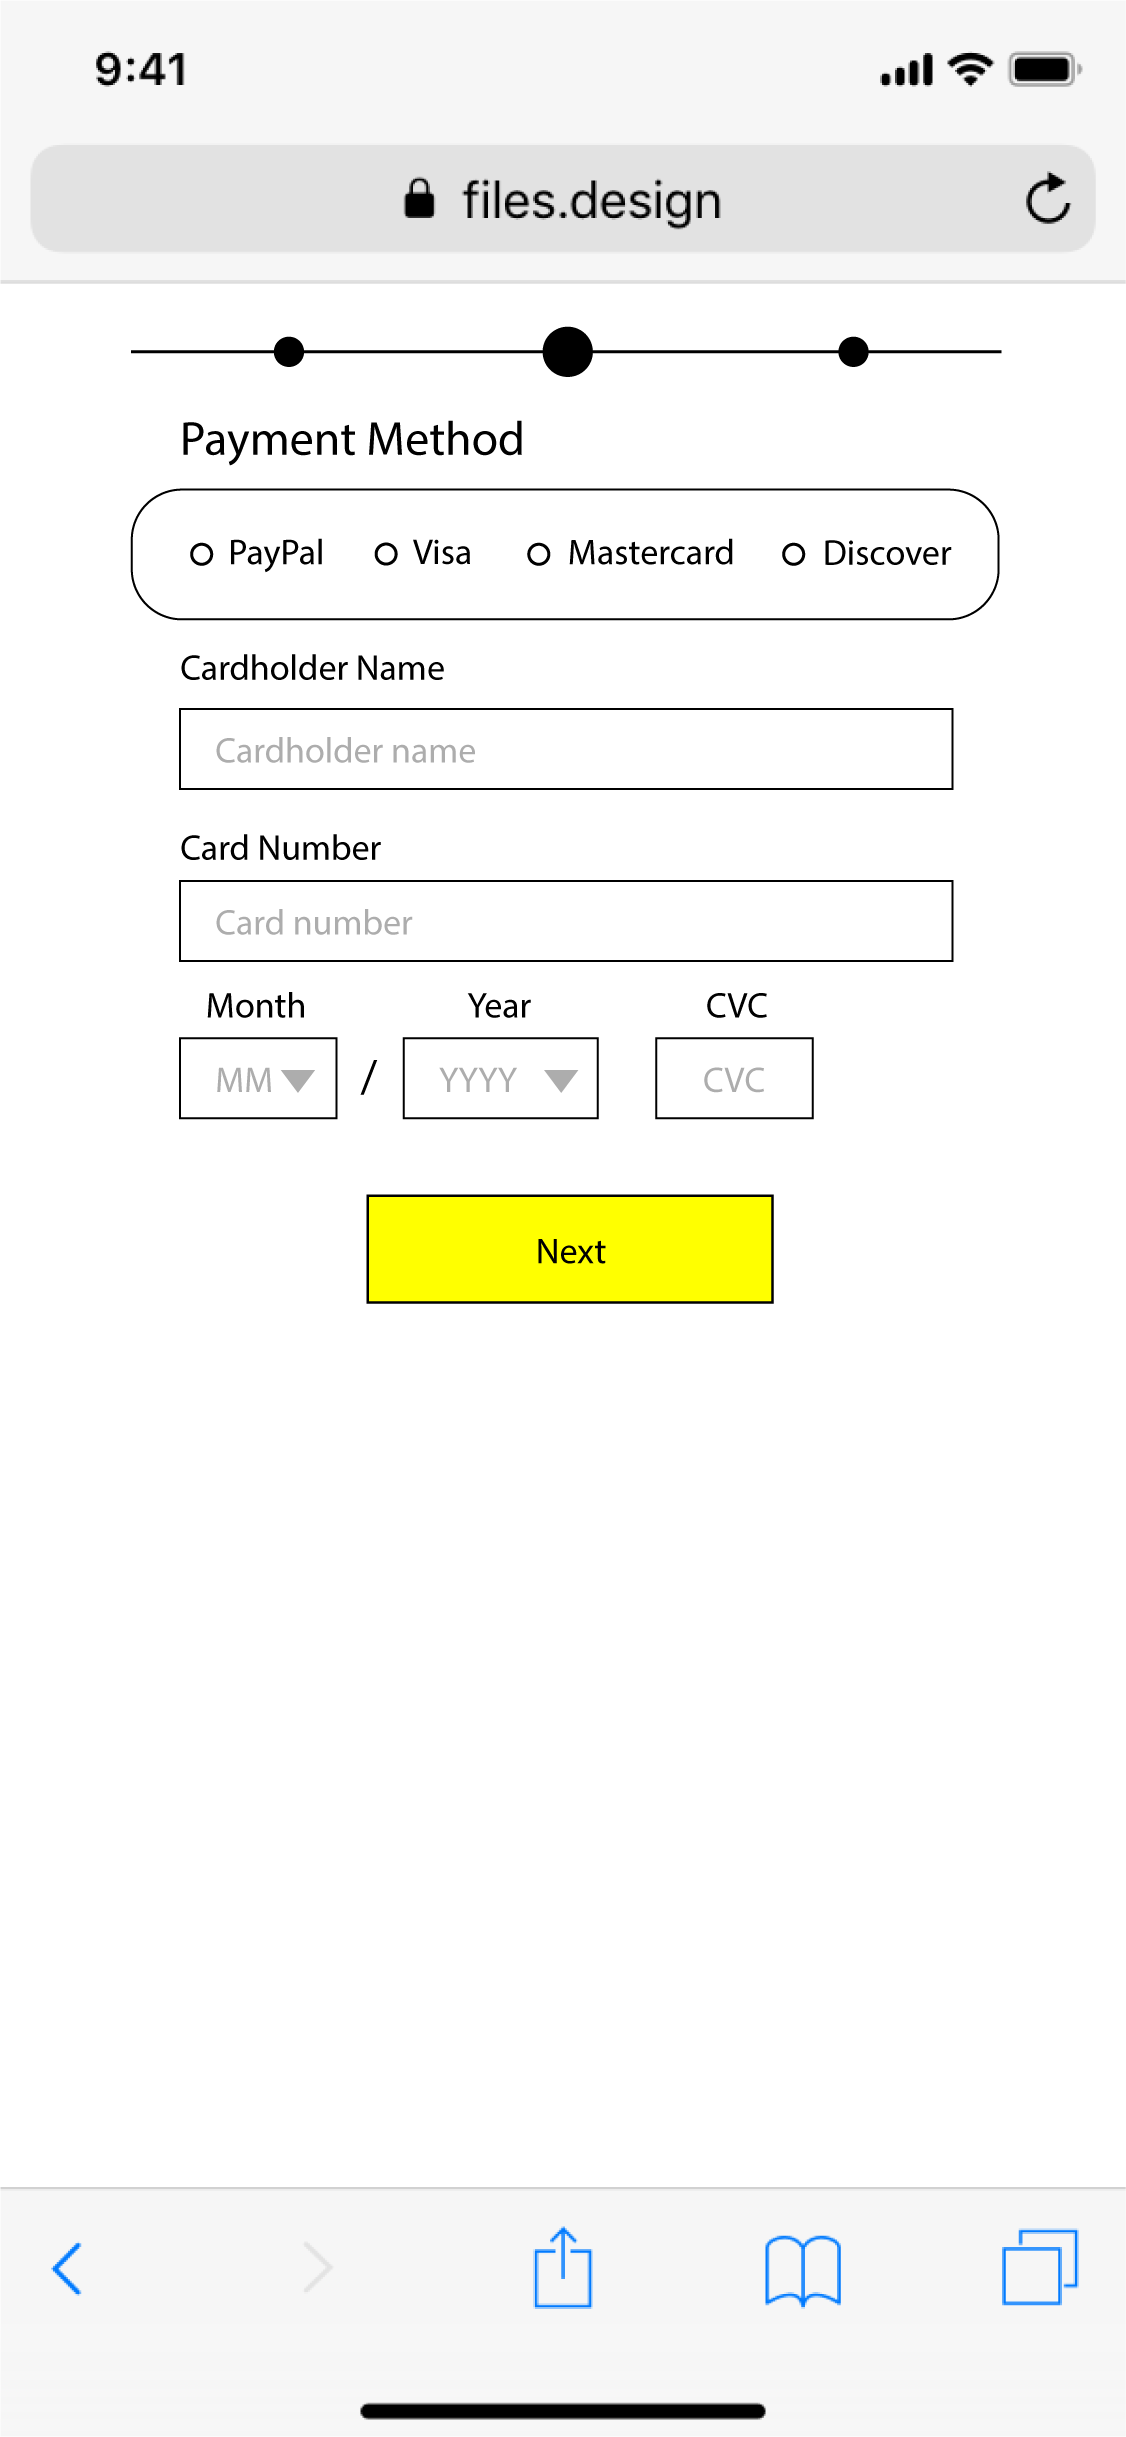 9:41
files.design
Payment Method
PayPal Visa Mastercard Discover
Cardholder Name
Cardholder name
Card Number
Card number
Month Year CVC
MM / YYYY CVC
Next